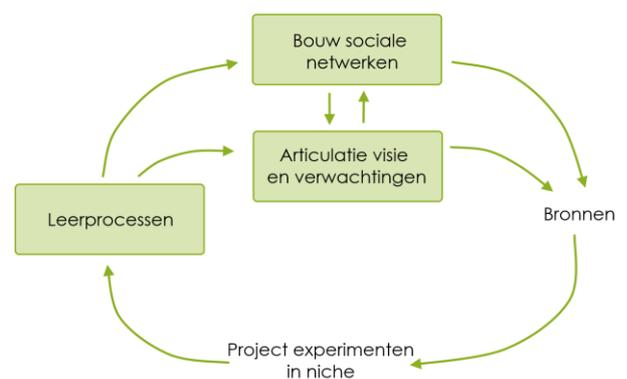 Bouw sociale
netwerken
Articulatie visie
en verwachtingen
Leerprocessen
Bronnen
Project experimenten
in niche